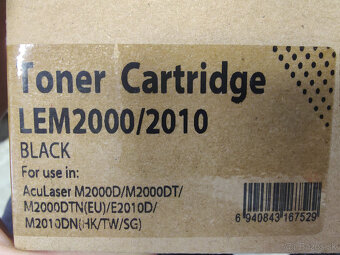 Toner Cartridge
LEM2000/2010
BLACK
For use in:
AcuLaser M2000D/M2000DT/
M2000DTN(EU)/E2010D/
M2010DN(HK/TW/SG)
6 940843 167529